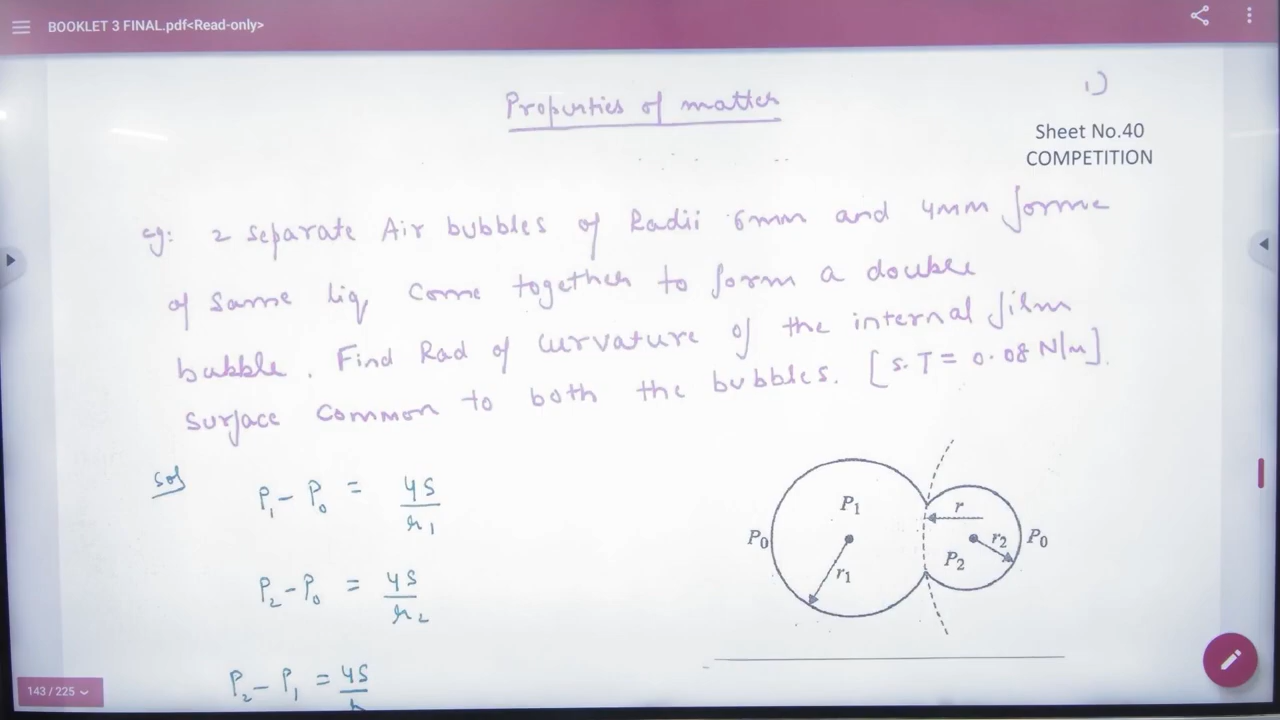 BOOKLET 3 FINAL.pdf<Read-only>
1)
Properties of matter
Sheet No.40
COMPETITION
eg: 2 separate Air bubbles of Radii 6mm and 4mm forme
of same liq, come together to form a double
bubble. Find Rad of curvature of the internal film
surface common to both the bubbles. [S.T = 0.08 N/m].
Sol
P₁ - P₀ = 4S/r₁
P₂ - P₀ = 4S/r₂
P₂ - P₁ = 4S/r
P₀ P₁ r₁ r P₂ r₂ P₀
143 / 225